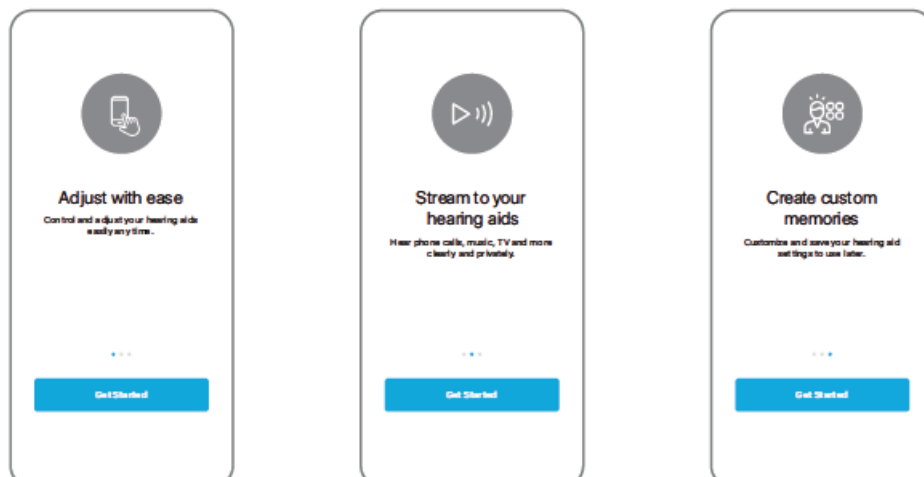 Adjust with ease
Control and adjust your hearing aids
easily any time.
Get Started
Stream to your
hearing aids
Hear phone calls, music, TV and more
clearly and privately.
Get Started
Create custom
memories
Customize and save your hearing aid
settings to use later.
Get Started